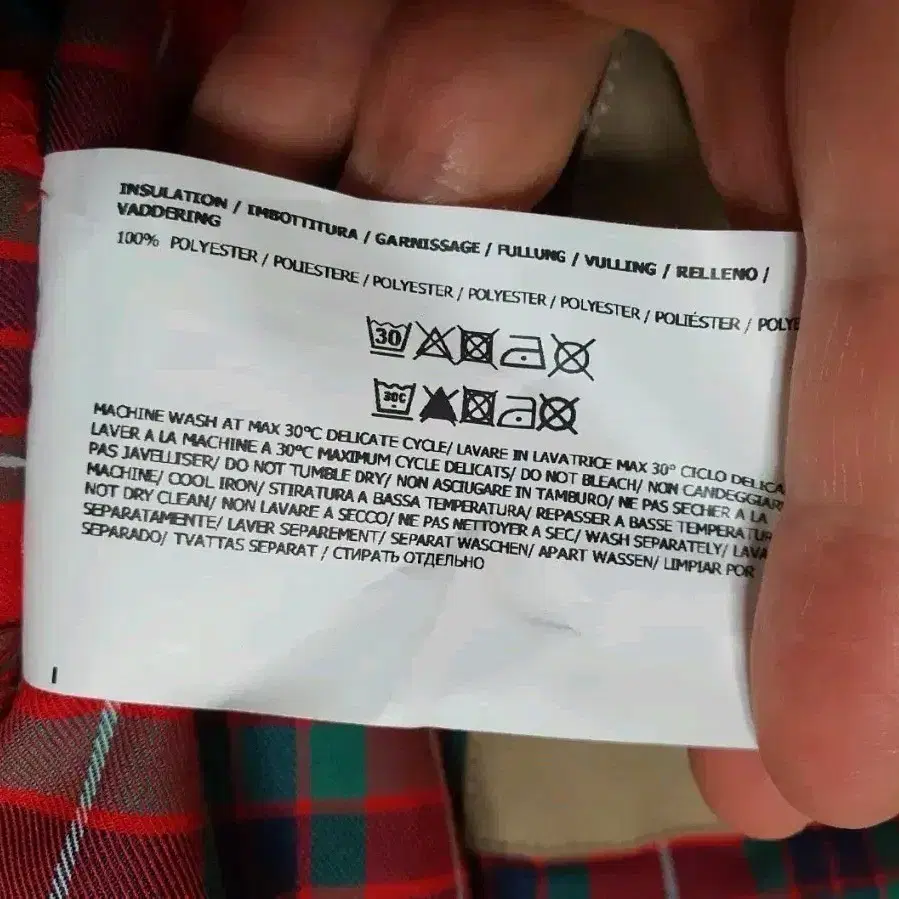 INSULATION / IMBOTTITURA / GARNISSAGE / FULLUNG / VULLING / RELLENO /
VADDERING
100% POLYESTER / POLIESTERE / POLYESTER / POLYESTER / POLYESTER / POLIÉSTER / POLYE
30
30C
MACHINE WASH AT MAX 30°C DELICATE CYCLE/ LAVARE IN LAVATRICE MAX 30° CICLO DELICA
LAVER A LA MACHINE A 30°C MAXIMUM CYCLE DELICATS/ DO NOT BLEACH/ NON CANDEGGIAR
PAS JAVELLISER/ DO NOT TUMBLE DRY/ NON ASCIUGARE IN TAMBURO/ NE PAS SECHER A LA
MACHINE/ COOL IRON/ STIRATURA A BASSA TEMPERATURA/ REPASSER A BASSE TEMPERATUR
NOT DRY CLEAN/ NON LAVARE A SECCO/ NE PAS NETTOYER A SEC/ WASH SEPARATELY/ LAVA
SEPARATAMENTE/ LAVER SEPAREMENT/ SEPARAT WASCHEN/ APART WASSEN/ LIMPIAR POR
SEPARADO/ TVATTAS SEPARAT / СТИРАТЬ ОТДЕЛЬНО